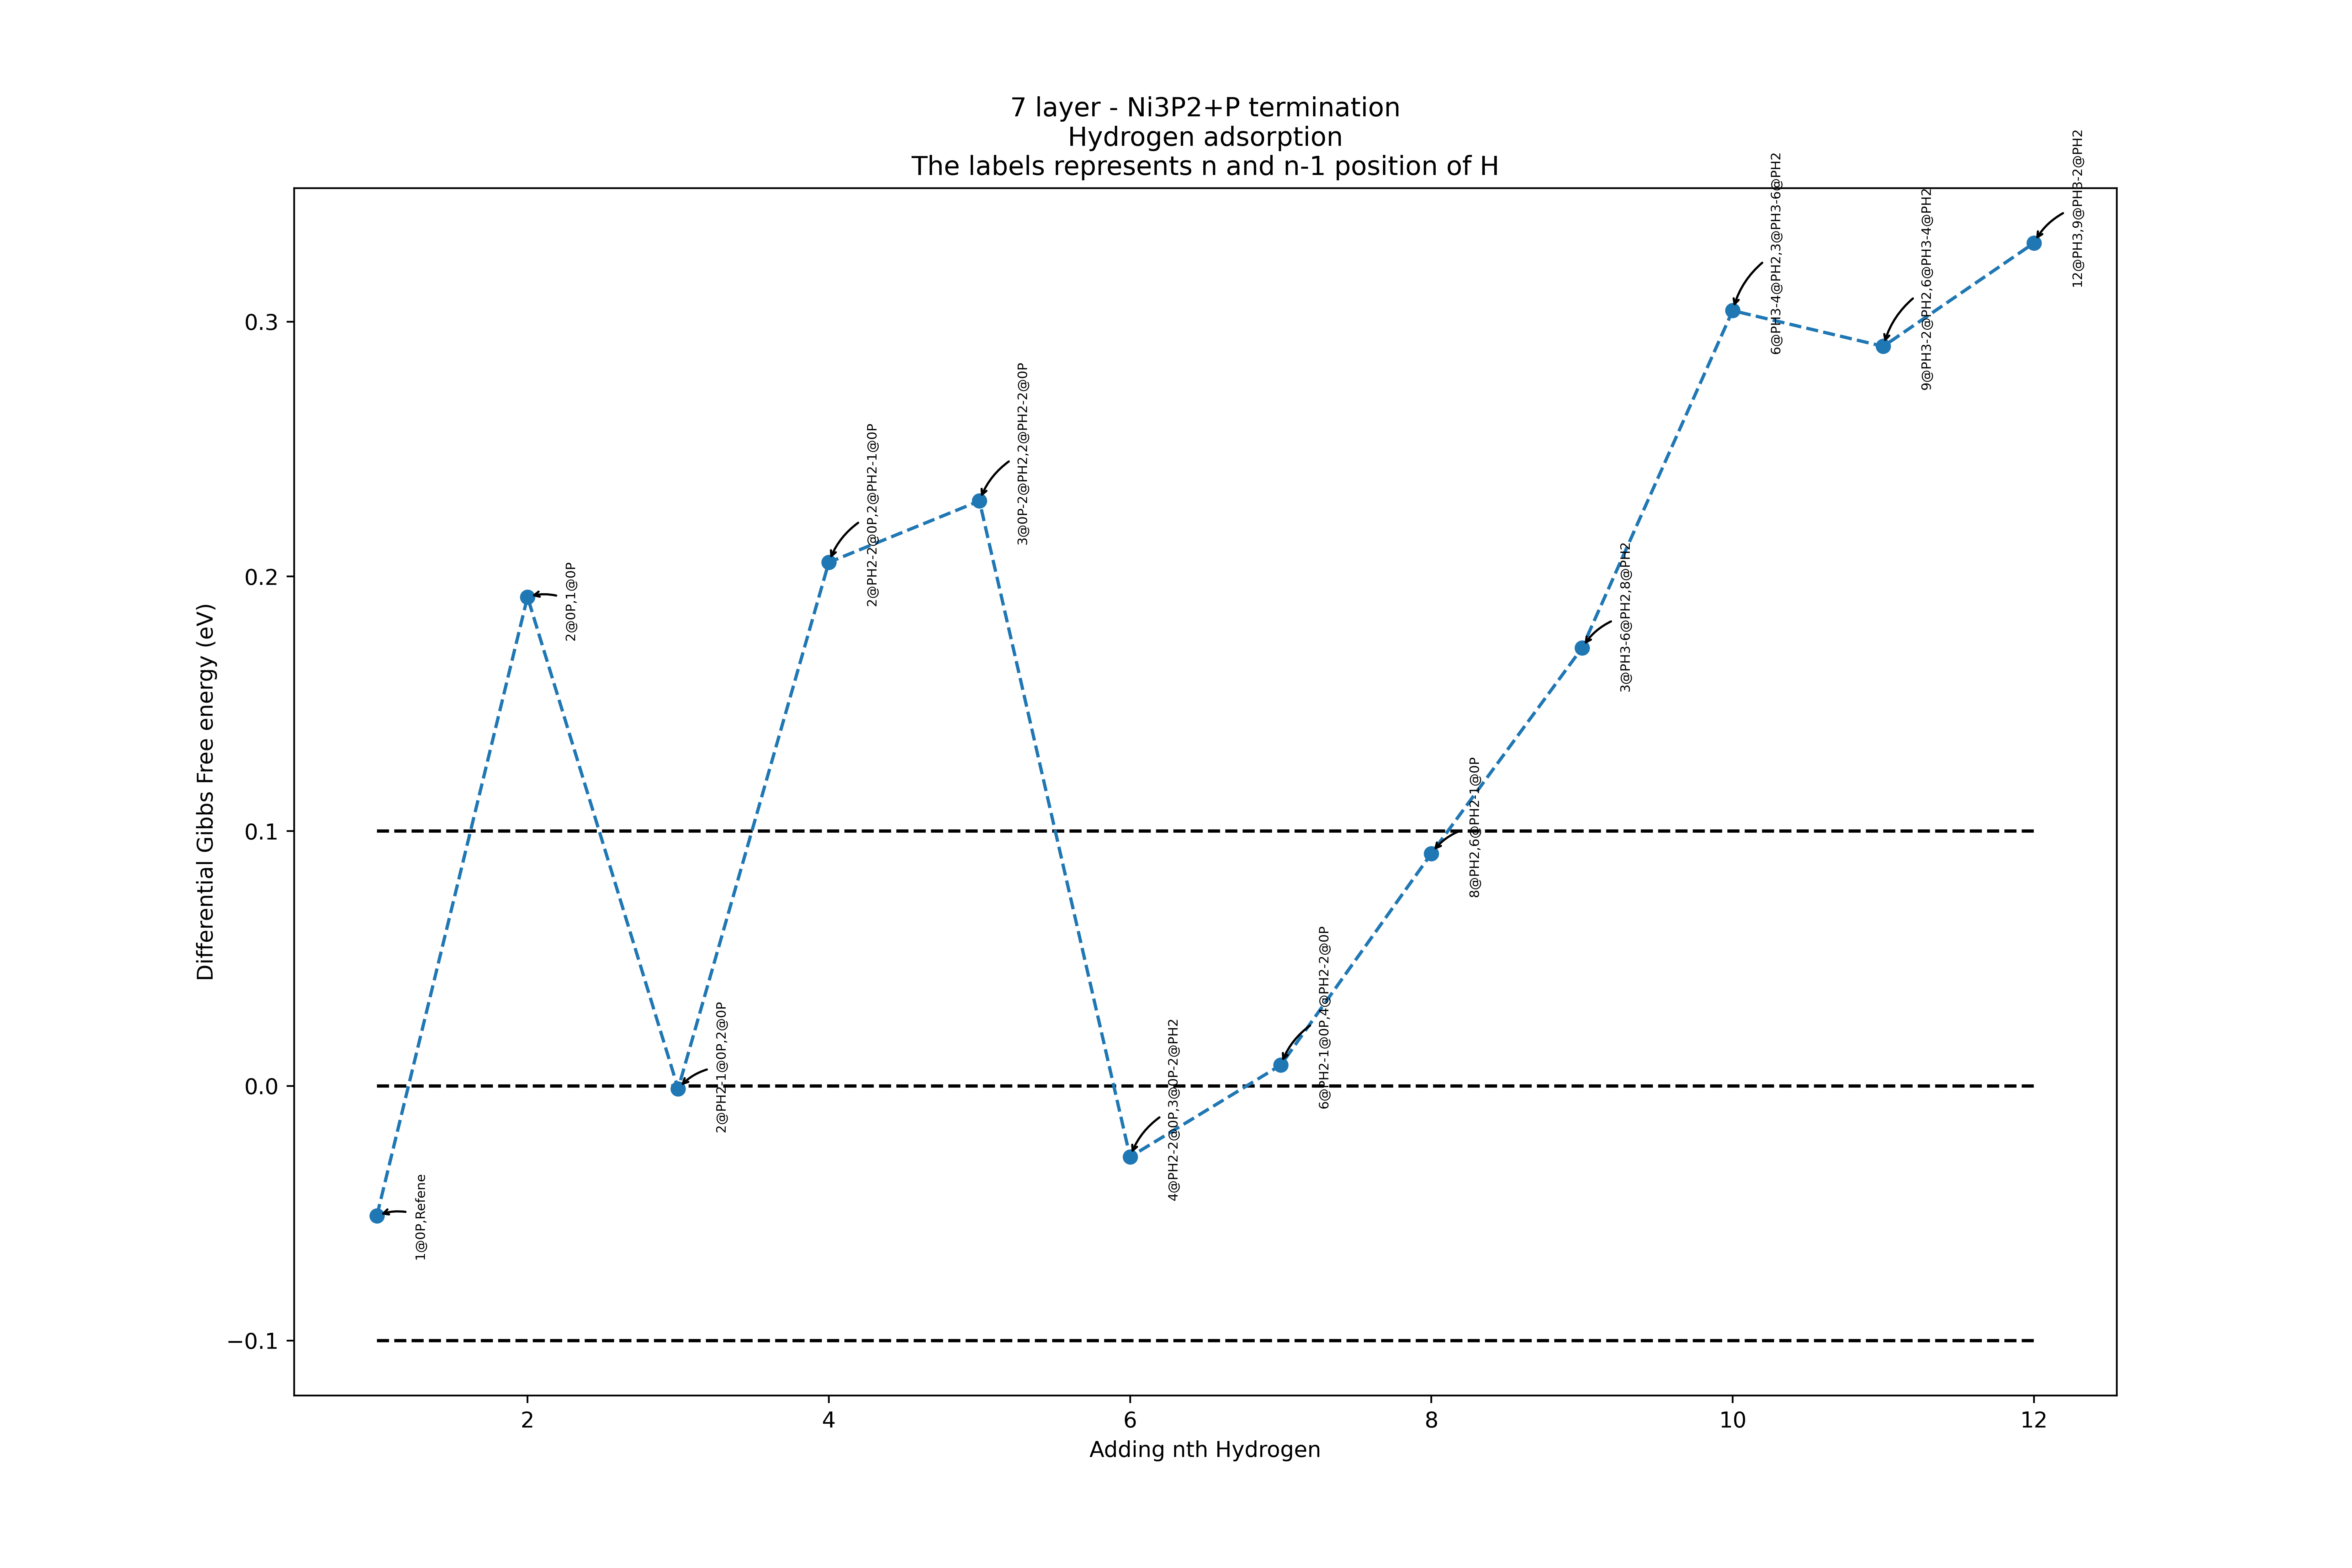 7 layer - Ni3P2+P termination
Hydrogen adsorption
The labels represents n and n-1 position of H
Differential Gibbs Free energy (eV)
0.3
0.2
0.1
0.0
−0.1
1@0P,Refene
2@0P,1@0P
2@PH2-1@0P,2@0P
2@PH2-2@0P,2@PH2-1@0P
3@0P-2@PH2,2@PH2-2@0P
4@PH2-2@0P,3@0P-2@PH2
6@PH2-1@0P,4@PH2-2@0P
8@PH2,6@PH2-1@0P
3@PH3-6@PH2,8@PH2
6@PH3-4@PH2,3@PH3-6@PH2
9@PH3-2@PH2,6@PH3-4@PH2
12@PH3,9@PH3-2@PH2
2
4
6
8
10
12
Adding nth Hydrogen